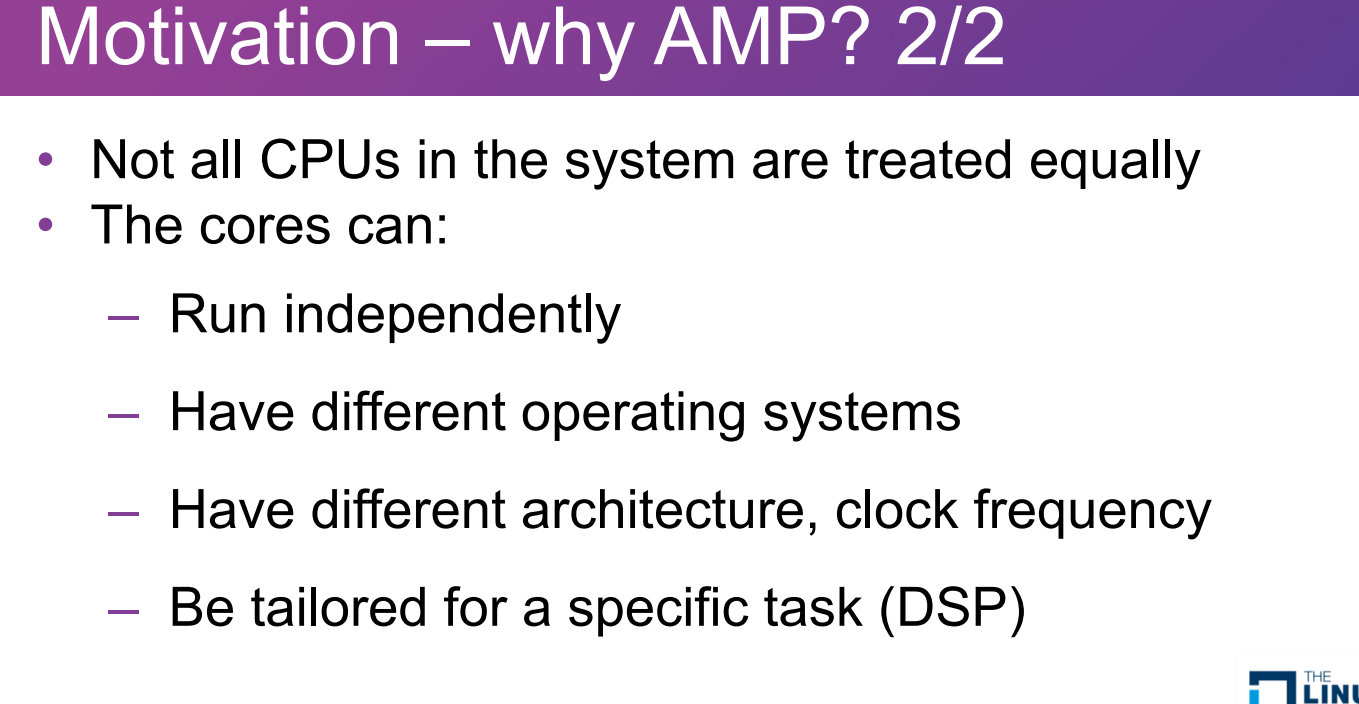 Motivation – why AMP? 2/2
• Not all CPUs in the system are treated equally
• The cores can:
– Run independently
– Have different operating systems
– Have different architecture, clock frequency
– Be tailored for a specific task (DSP)
THE